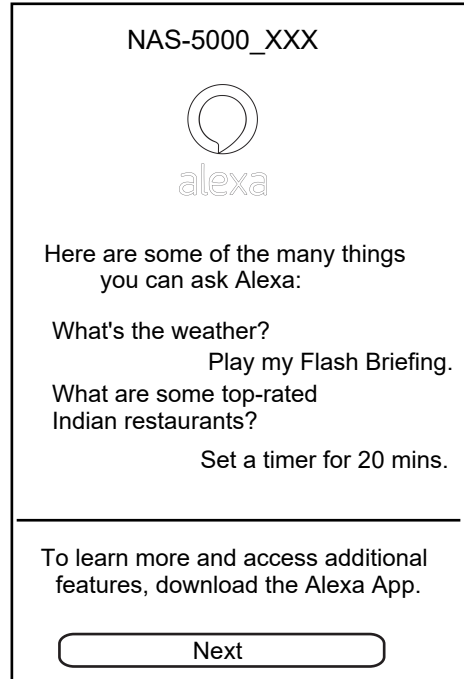 NAS-5000_XXX
alexa
Here are some of the many things
you can ask Alexa:
What's the weather?
Play my Flash Briefing.
What are some top-rated
Indian restaurants?
Set a timer for 20 mins.
To learn more and access additional
features, download the Alexa App.
Next